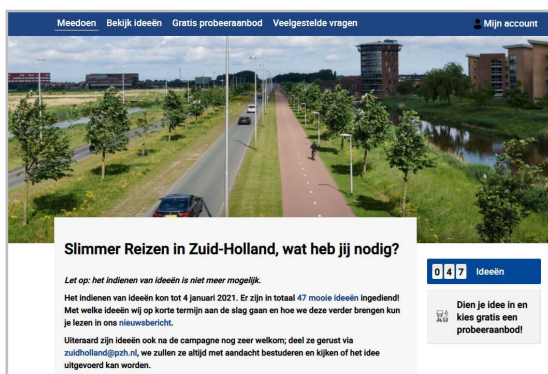 Meedoen Bekijk ideeën Gratis probeeraanbod Veelgestelde vragen Mijn account
Slimmer Reizen in Zuid-Holland, wat heb jij nodig?
Let op: het indienen van ideeën is niet meer mogelijk.
Het indienen van ideeën kon tot 4 januari 2021. Er zijn in totaal 47 mooie ideeën ingediend!
Met welke ideeën wij op korte termijn aan de slag gaan en hoe we deze verder brengen kun
je lezen in ons nieuwsbericht.
Uiteraard zijn ideeën ook na de campagne nog zeer welkom; deel ze gerust via
zuidholland@pzh.nl, we zullen ze altijd met aandacht bestuderen en kijken of het idee
uitgevoerd kan worden.
0 4 7 Ideeën
Dien je idee in en
kies gratis een
probeeraanbod!